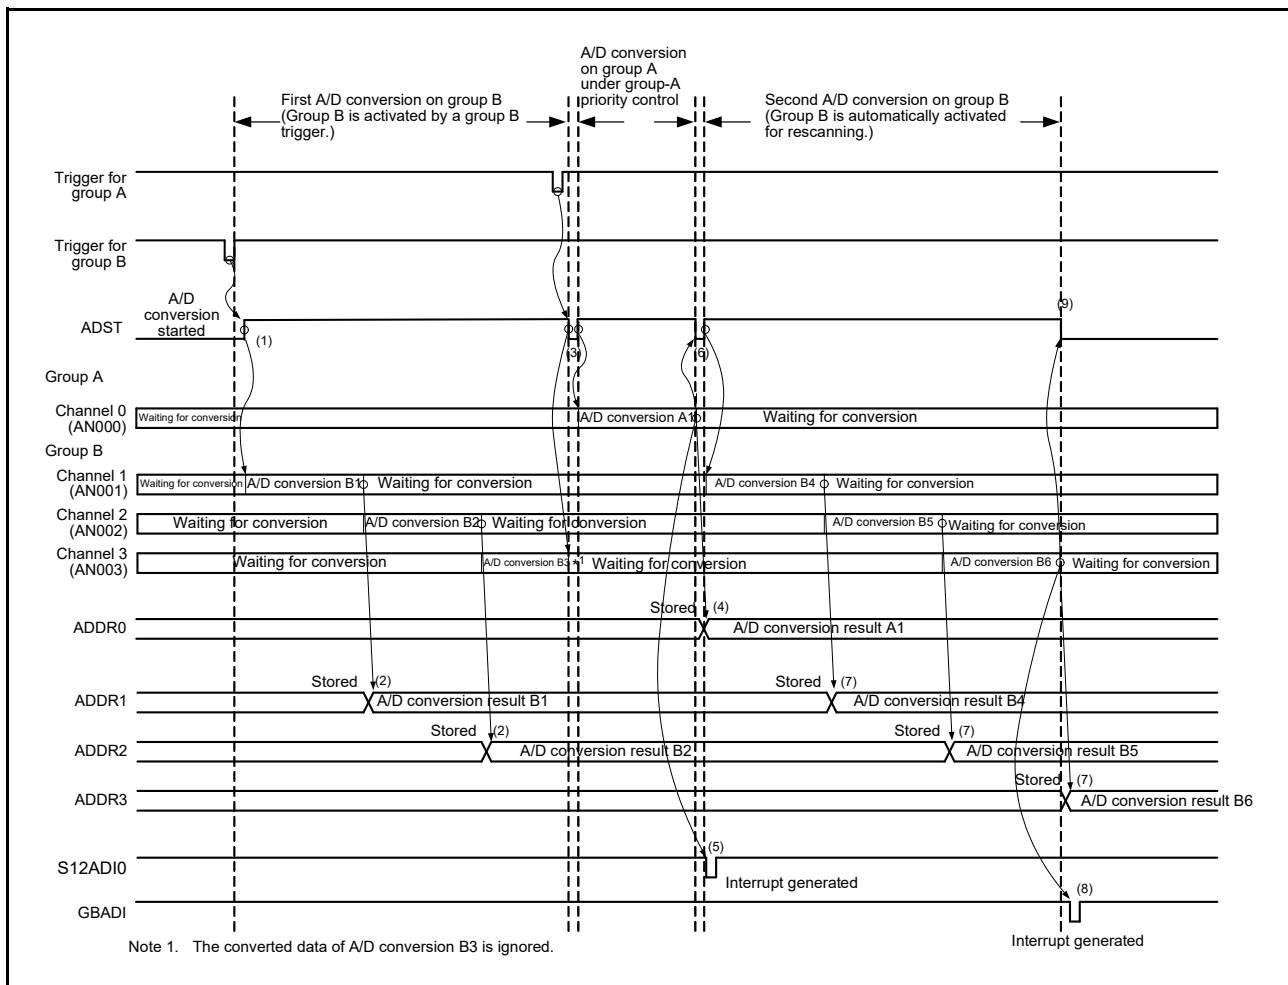 A/D conversion
on group A
under group-A
priority control
First A/D conversion on group B
(Group B is activated by a group B
trigger.)
Second A/D conversion on group B
(Group B is automatically activated
for rescanning.)
Trigger for
group A
Trigger for
group B
A/D
conversion
started
ADST
(1)
(3)
(6)
(9)
Group A
Channel 0
(AN000)
Waiting for conversion
A/D conversion A1
Waiting for conversion
Group B
Channel 1
(AN001)
Waiting for conversion
A/D conversion B1
Waiting for conversion
A/D conversion B4
Waiting for conversion
Channel 2
(AN002)
Waiting for conversion
A/D conversion B2
Waiting for conversion
A/D conversion B5
Waiting for conversion
Channel 3
(AN003)
Waiting for conversion
A/D conversion B3 *1
Waiting for conversion
A/D conversion B6
Waiting for conversion
Stored
(4)
ADDR0
A/D conversion result A1
Stored
(2)
Stored
(7)
ADDR1
A/D conversion result B1
A/D conversion result B4
Stored
(2)
Stored
(7)
ADDR2
A/D conversion result B2
A/D conversion result B5
Stored
(7)
ADDR3
A/D conversion result B6
(5)
S12ADI0
Interrupt generated
(8)
GBADI
Interrupt generated
Note 1. The converted data of A/D conversion B3 is ignored.